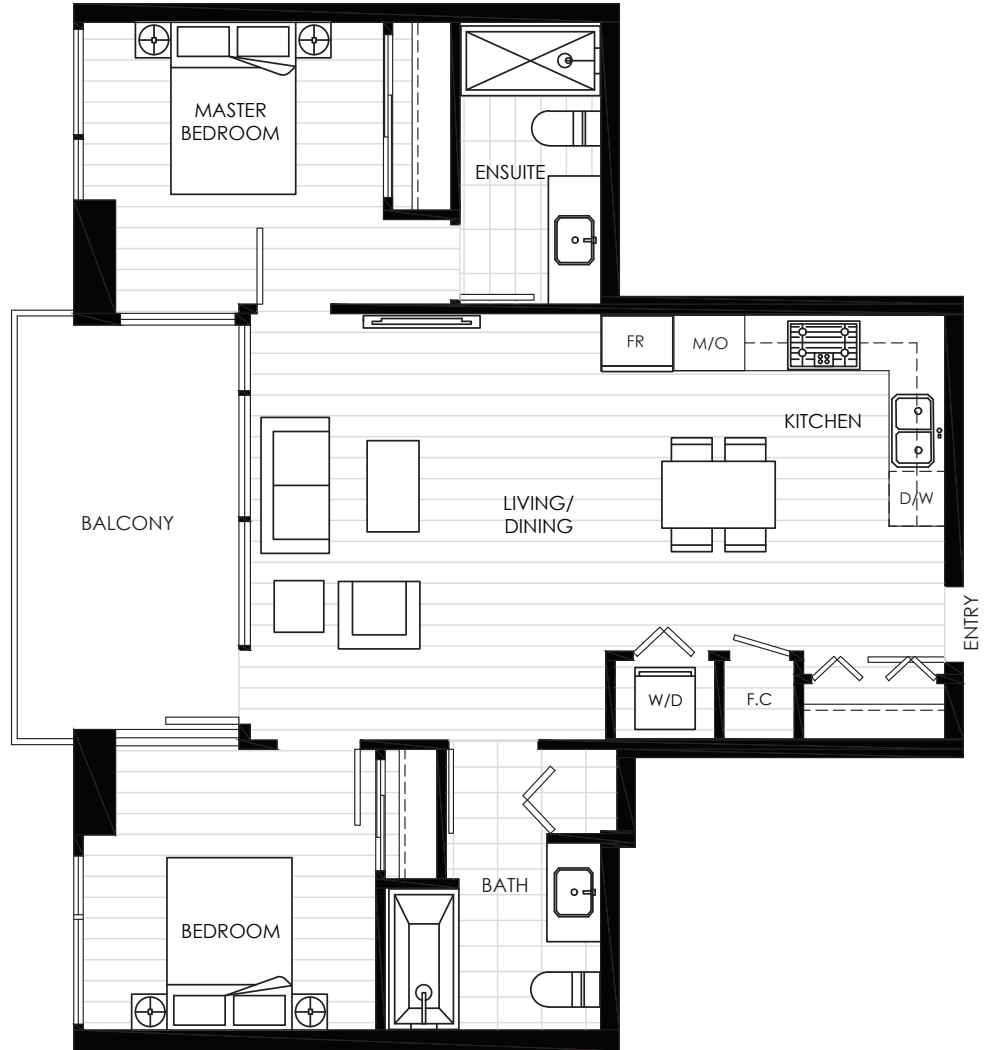 MASTER
BEDROOM
ENSUITE
FR
M/O
KITCHEN
D/W
LIVING/
DINING
BALCONY
ENTRY
W/D
F.C
BATH
BEDROOM